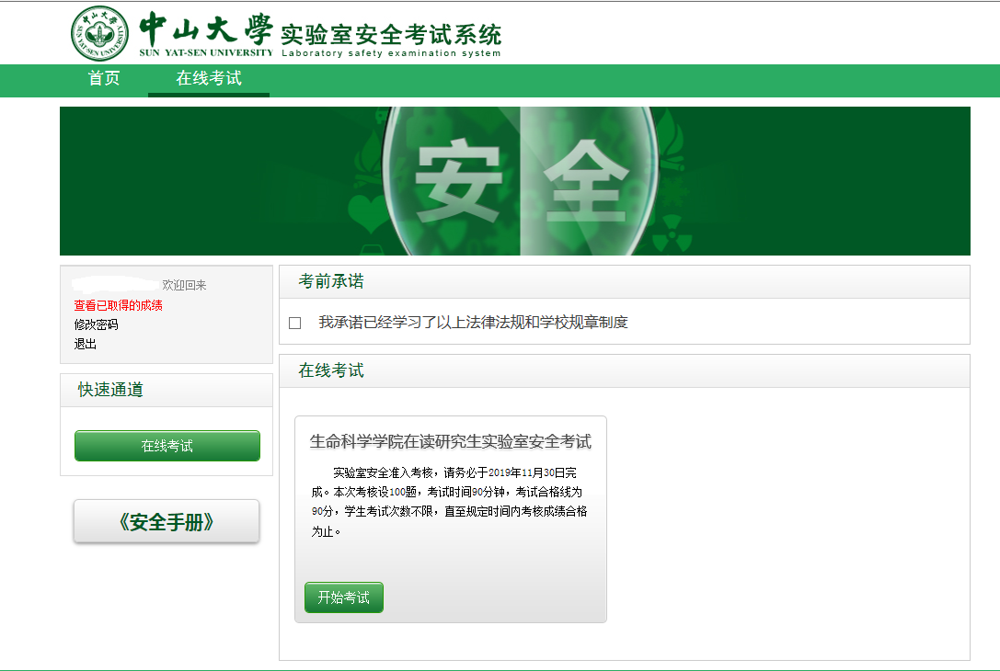 中山大學
SUN YAT-SEN UNIVERSITY
实验室安全考试系统
Laboratory safety examination system
首页
在线考试
安全
欢迎回来
查看已取得的成绩
修改密码
退出
快速通道
在线考试
《安全手册》
考前承诺
我承诺已经学习了以上法律法规和学校规章制度
在线考试
生命科学学院在读研究生实验室安全考试
实验室安全准入考核，请务必于2019年11月30日完
成。本次考核设100题，考试时间90分钟，考试合格线为
90分，学生考试次数不限，直至规定时间内考核成绩合格
为止。
开始考试